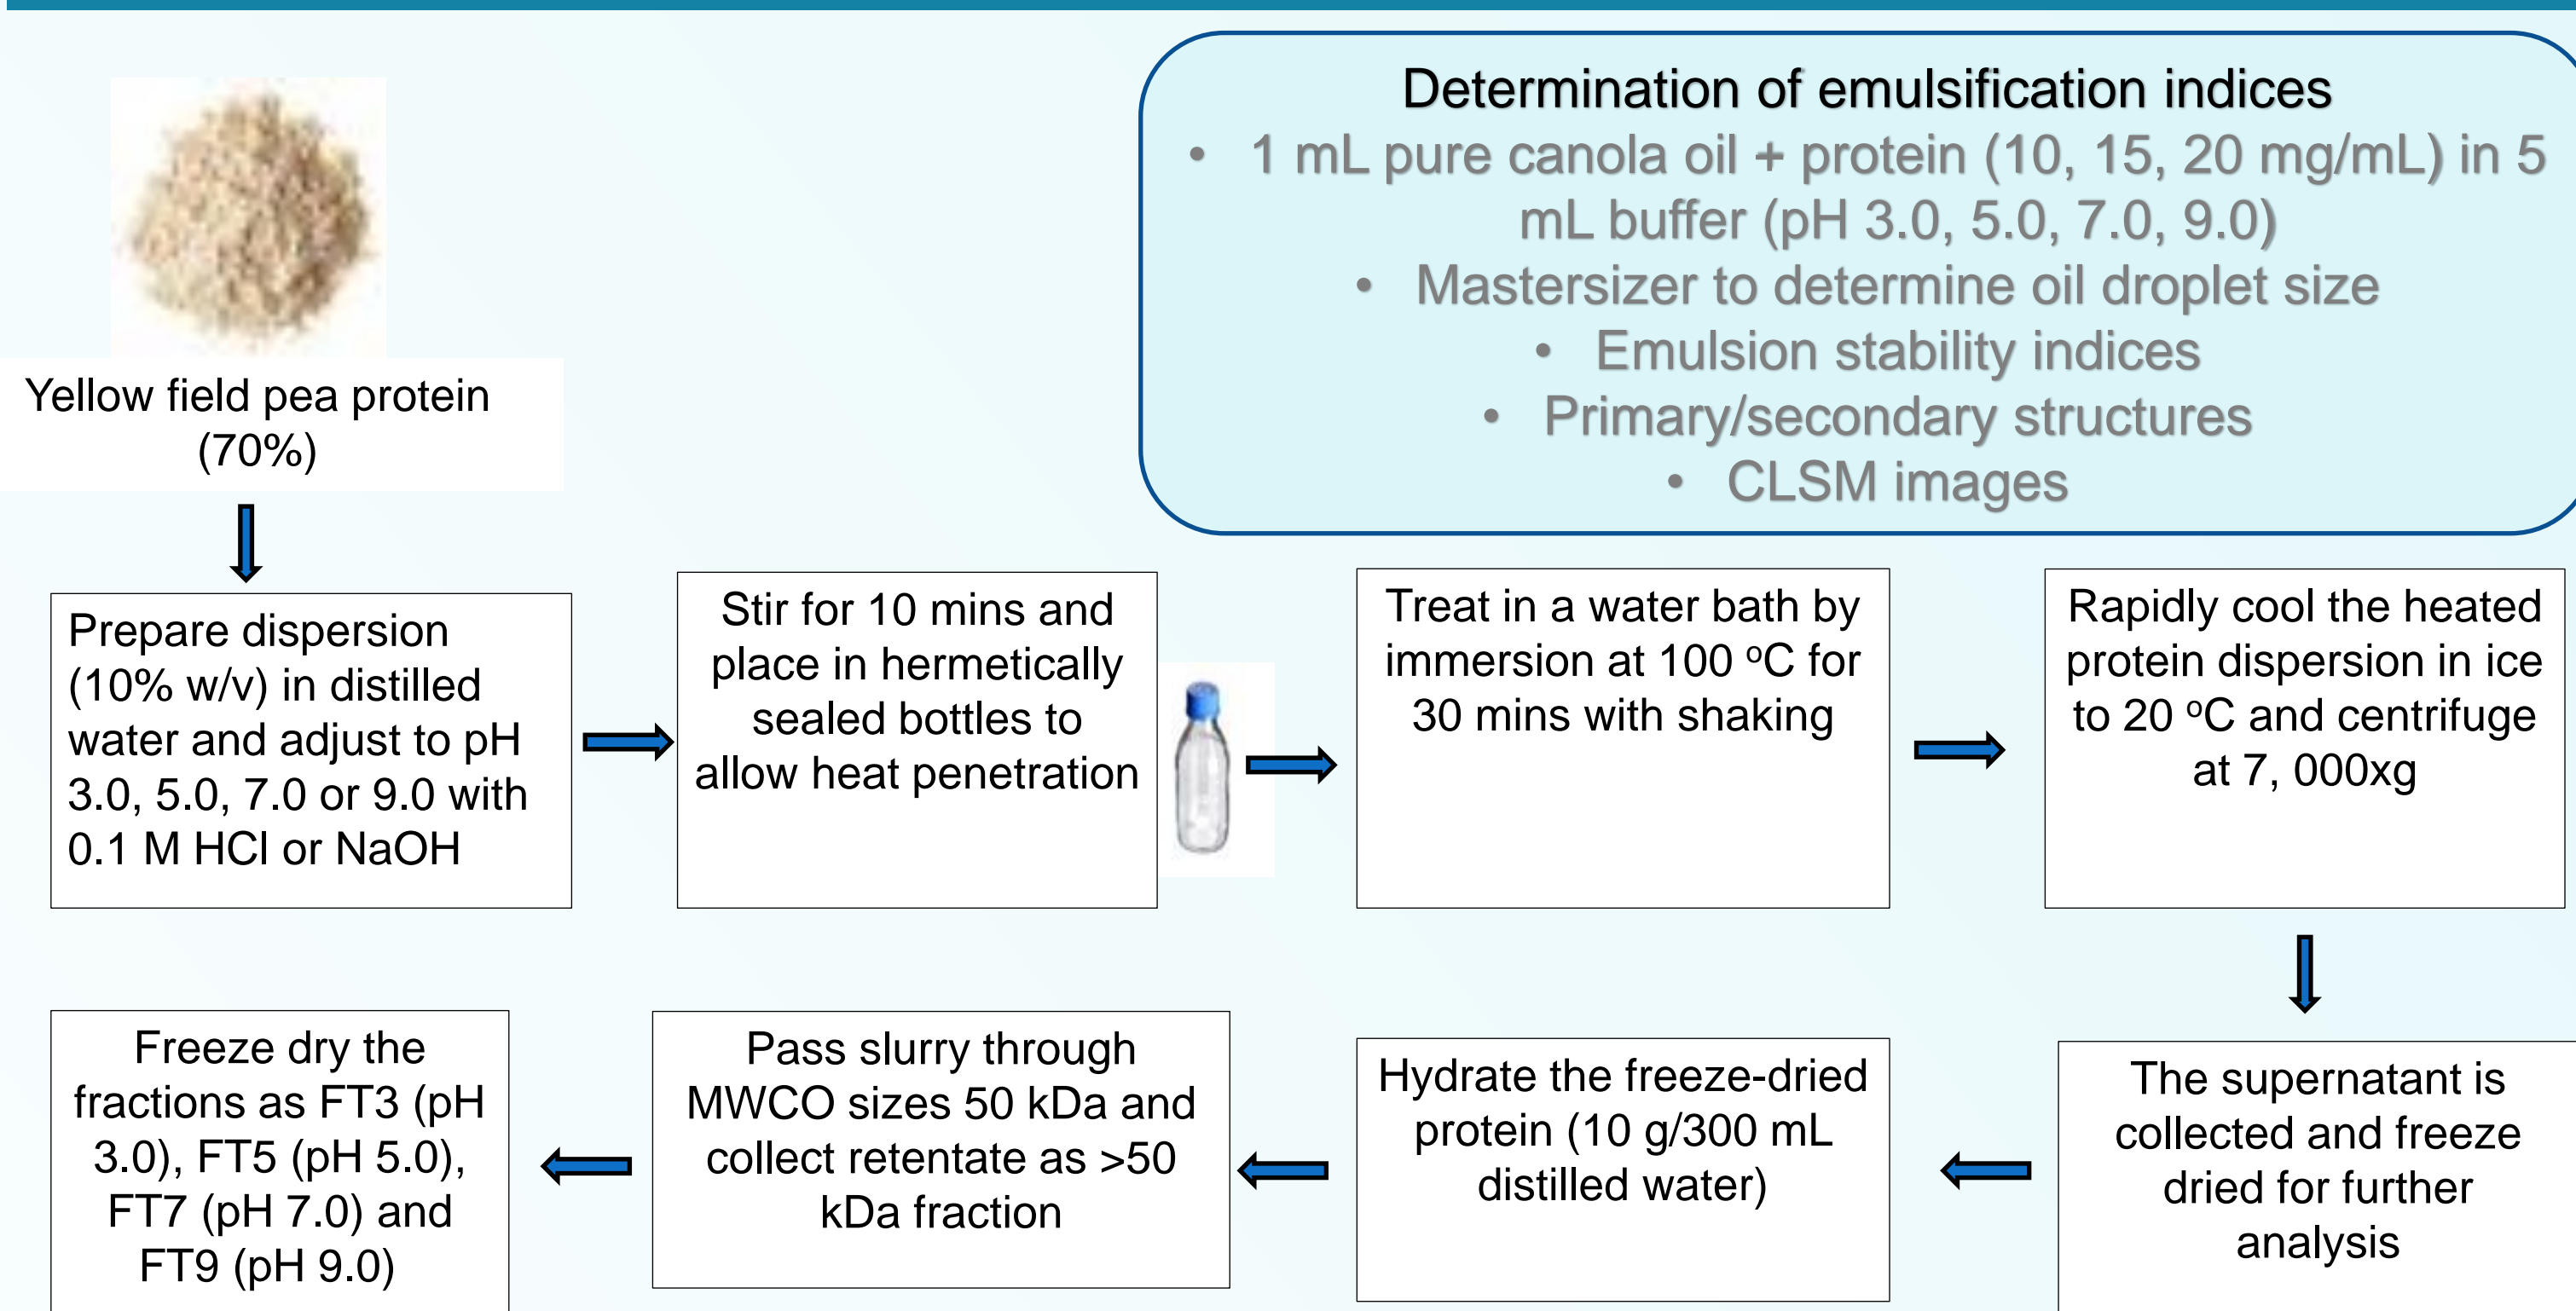 Determination of emulsification indices
• 1 mL pure canola oil + protein (10, 15, 20 mg/mL) in 5
mL buffer (pH 3.0, 5.0, 7.0, 9.0)
• Mastersizer to determine oil droplet size
• Emulsion stability indices
• Primary/secondary structures
• CLSM images
Yellow field pea protein
(70%)
Prepare dispersion
(10% w/v) in distilled
water and adjust to pH
3.0, 5.0, 7.0 or 9.0 with
0.1 M HCl or NaOH
Stir for 10 mins and
place in hermetically
sealed bottles to
allow heat penetration
Treat in a water bath by
immersion at 100 ºC for
30 mins with shaking
Rapidly cool the heated
protein dispersion in ice
to 20 ºC and centrifuge
at 7, 000xg
The supernatant is
collected and freeze
dried for further
analysis
Hydrate the freeze-dried
protein (10 g/300 mL
distilled water)
Pass slurry through
MWCO sizes 50 kDa and
collect retentate as >50
kDa fraction
Freeze dry the
fractions as FT3 (pH
3.0), FT5 (pH 5.0),
FT7 (pH 7.0) and
FT9 (pH 9.0)